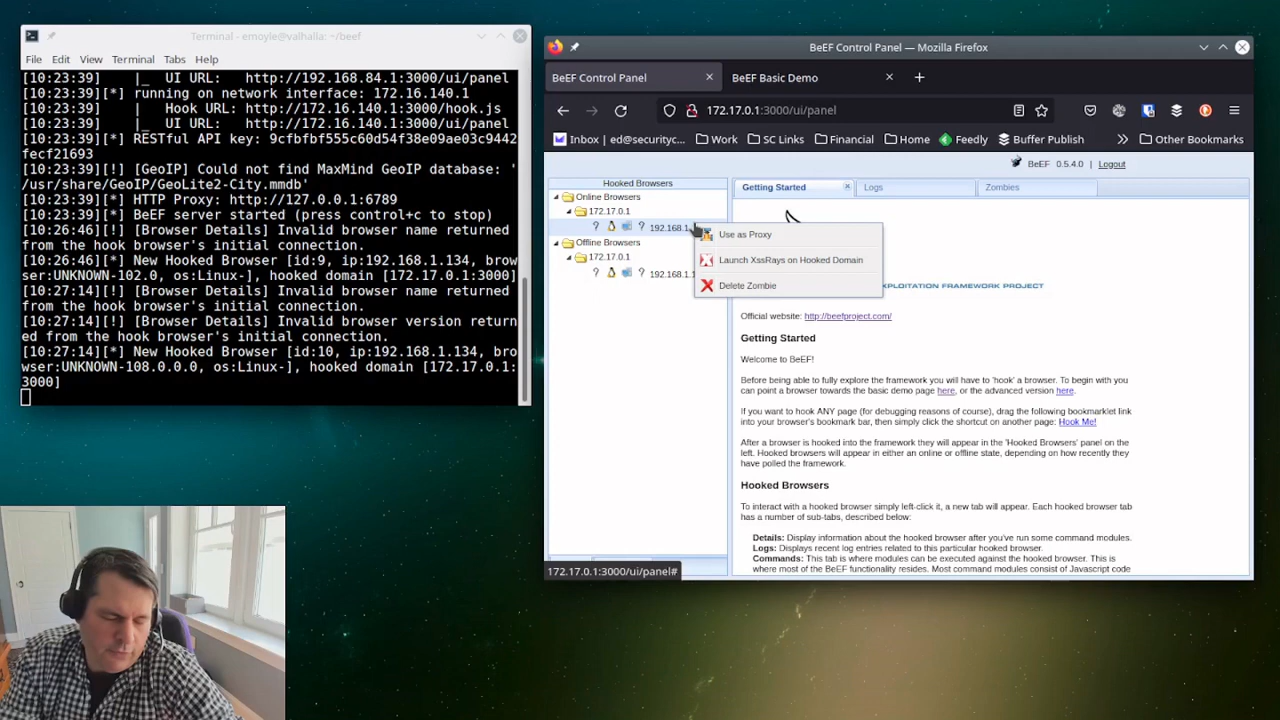 Terminal - emoyle@valhalla: ~/beef
File Edit View Terminal Tabs Help
[10:23:39]    |_ UI URL:   http://192.168.84.1:3000/ui/panel
[10:23:39][*] running on network interface: 172.16.140.1
[10:23:39]    |  Hook URL: http://172.16.140.1:3000/hook.js
[10:23:39]    |_ UI URL:   http://172.16.140.1:3000/ui/panel
[10:23:39][*] RESTful API key: 9cfbfbf555c60d54f38e09ae03c9442
fecf21693
[10:23:39][!] [GeoIP] Could not find MaxMind GeoIP database: '
/usr/share/GeoIP/GeoLite2-City.mmdb'
[10:23:39][*] HTTP Proxy: http://127.0.0.1:6789
[10:23:39][*] BeEF server started (press control+c to stop)
[10:26:48][!] [Browser Details] Invalid browser name returned
from the hook browser's initial connection.
[10:26:49][*] New Hooked Browser [id:9, ip:192.168.1.134, brow
ser:UNKNOWN-102.0, os:Linux-], hooked domain [172.17.0.1:3000]
[10:27:14][!] [Browser Details] Invalid browser name returned
from the hook browser's initial connection.
[10:27:14][!] [Browser Details] Invalid browser version return
ed from the hook browser's initial connection.
[10:27:14][*] New Hooked Browser [id:10, ip:192.168.1.134, bro
wser:UNKNOWN-108.0.0.0, os:Linux-], hooked domain [172.17.0.1:
3000]
BeEF Control Panel — Mozilla Firefox
BeEF Control Panel
BeEF Basic Demo
172.17.0.1:3000/ui/panel
Inbox | ed@securityc… Work SC Links Financial Home Feedly Buffer Publish Other Bookmarks
BeEF 0.5.4.0 | Logout
Hooked Browsers
Online Browsers
172.17.0.1
192.168.1
Offline Browsers
172.17.0.1
192.168.1.1
Getting Started Logs Zombies
Use as Proxy
Launch XssRays on Hooked Domain
Delete Zombie
XPLOITATION FRAMEWORK PROJECT
Official website: http://beefproject.com/
Getting Started
Welcome to BeEF!
Before being able to fully explore the framework you will have to 'hook' a browser. To begin with you
can point a browser towards the basic demo page here, or the advanced version here.
If you want to hook ANY page (for debugging reasons of course), drag the following bookmarklet link
into your browser's bookmark bar, then simply click the shortcut on another page: Hook Me!
After a browser is hooked into the framework they will appear in the 'Hooked Browsers' panel on the
left. Hooked browsers will appear in either an online or offline state, depending on how recently they
have polled the framework.
Hooked Browsers
To interact with a hooked browser simply left-click it, a new tab will appear. Each hooked browser tab
has a number of sub-tabs, described below:
Details: Display information about the hooked browser after you've run some command modules.
Logs: Displays recent log entries related to this particular hooked browser.
Commands: This tab is where modules can be executed against the hooked browser. This is
where most of the BeEF functionality resides. Most command modules consist of Javascript code
172.17.0.1:3000/ui/panel#